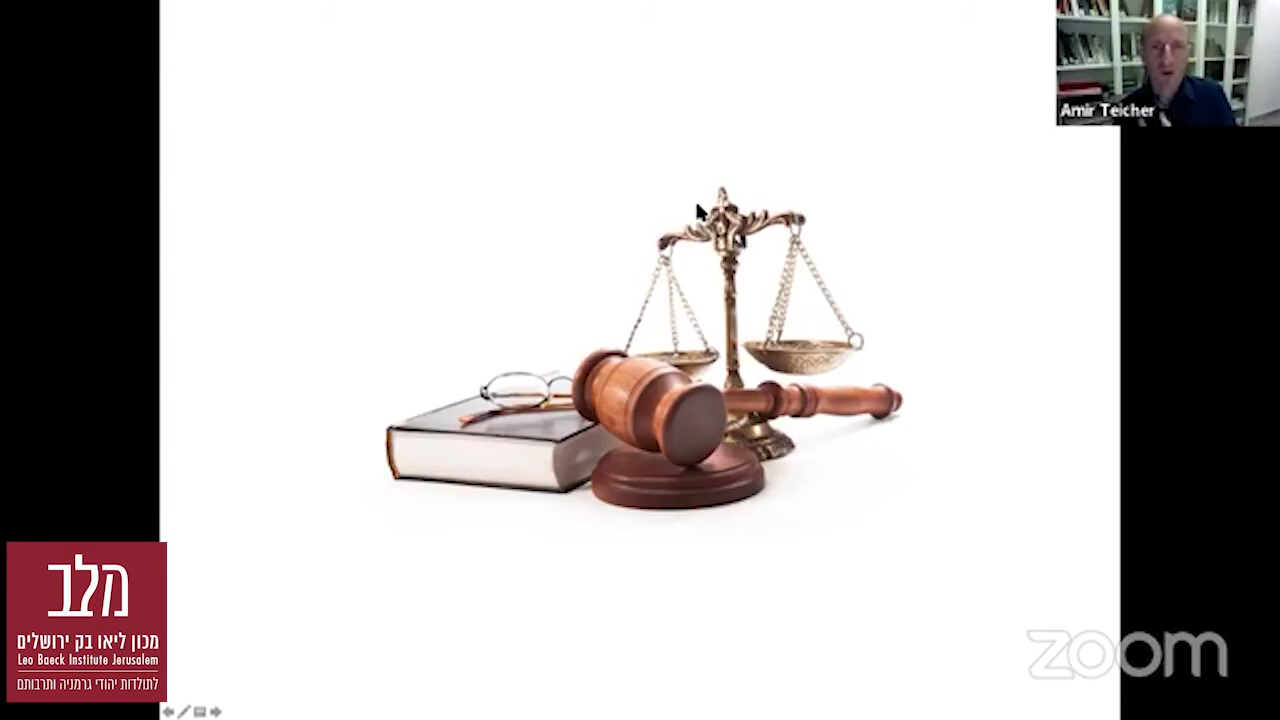 Amir Teicher
מלב
מכון ליאו בק ירושלים
Leo Baeck Institute Jerusalem
לתולדות יהודי גרמניה ותרבותם
zoom